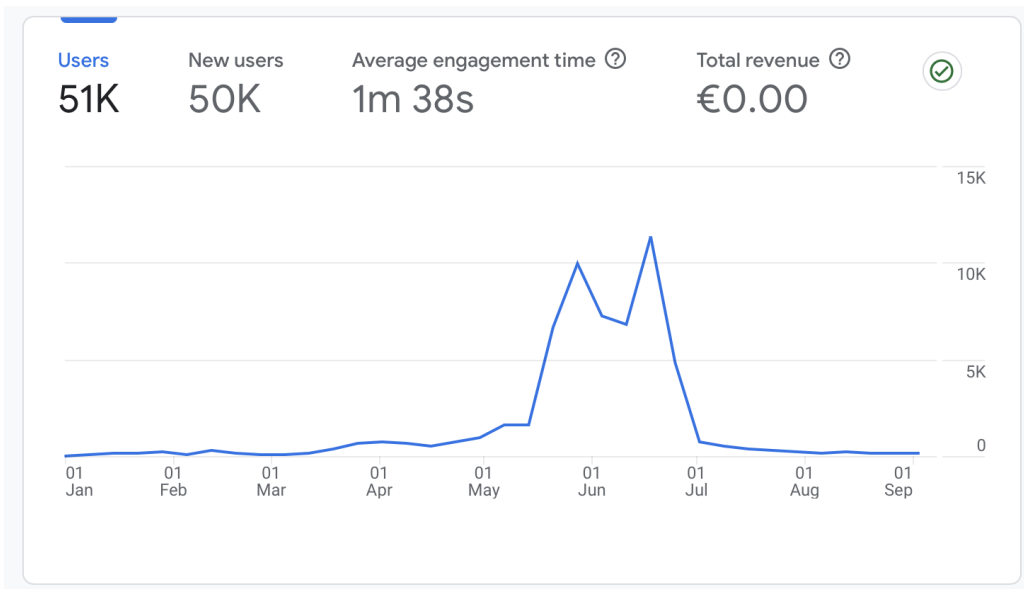 Users
51K
New users
50K
Average engagement time
1m 38s
Total revenue
€0.00
15K
10K
5K
0
01
Jan
01
Feb
01
Mar
01
Apr
01
May
01
Jun
01
Jul
01
Aug
01
Sep